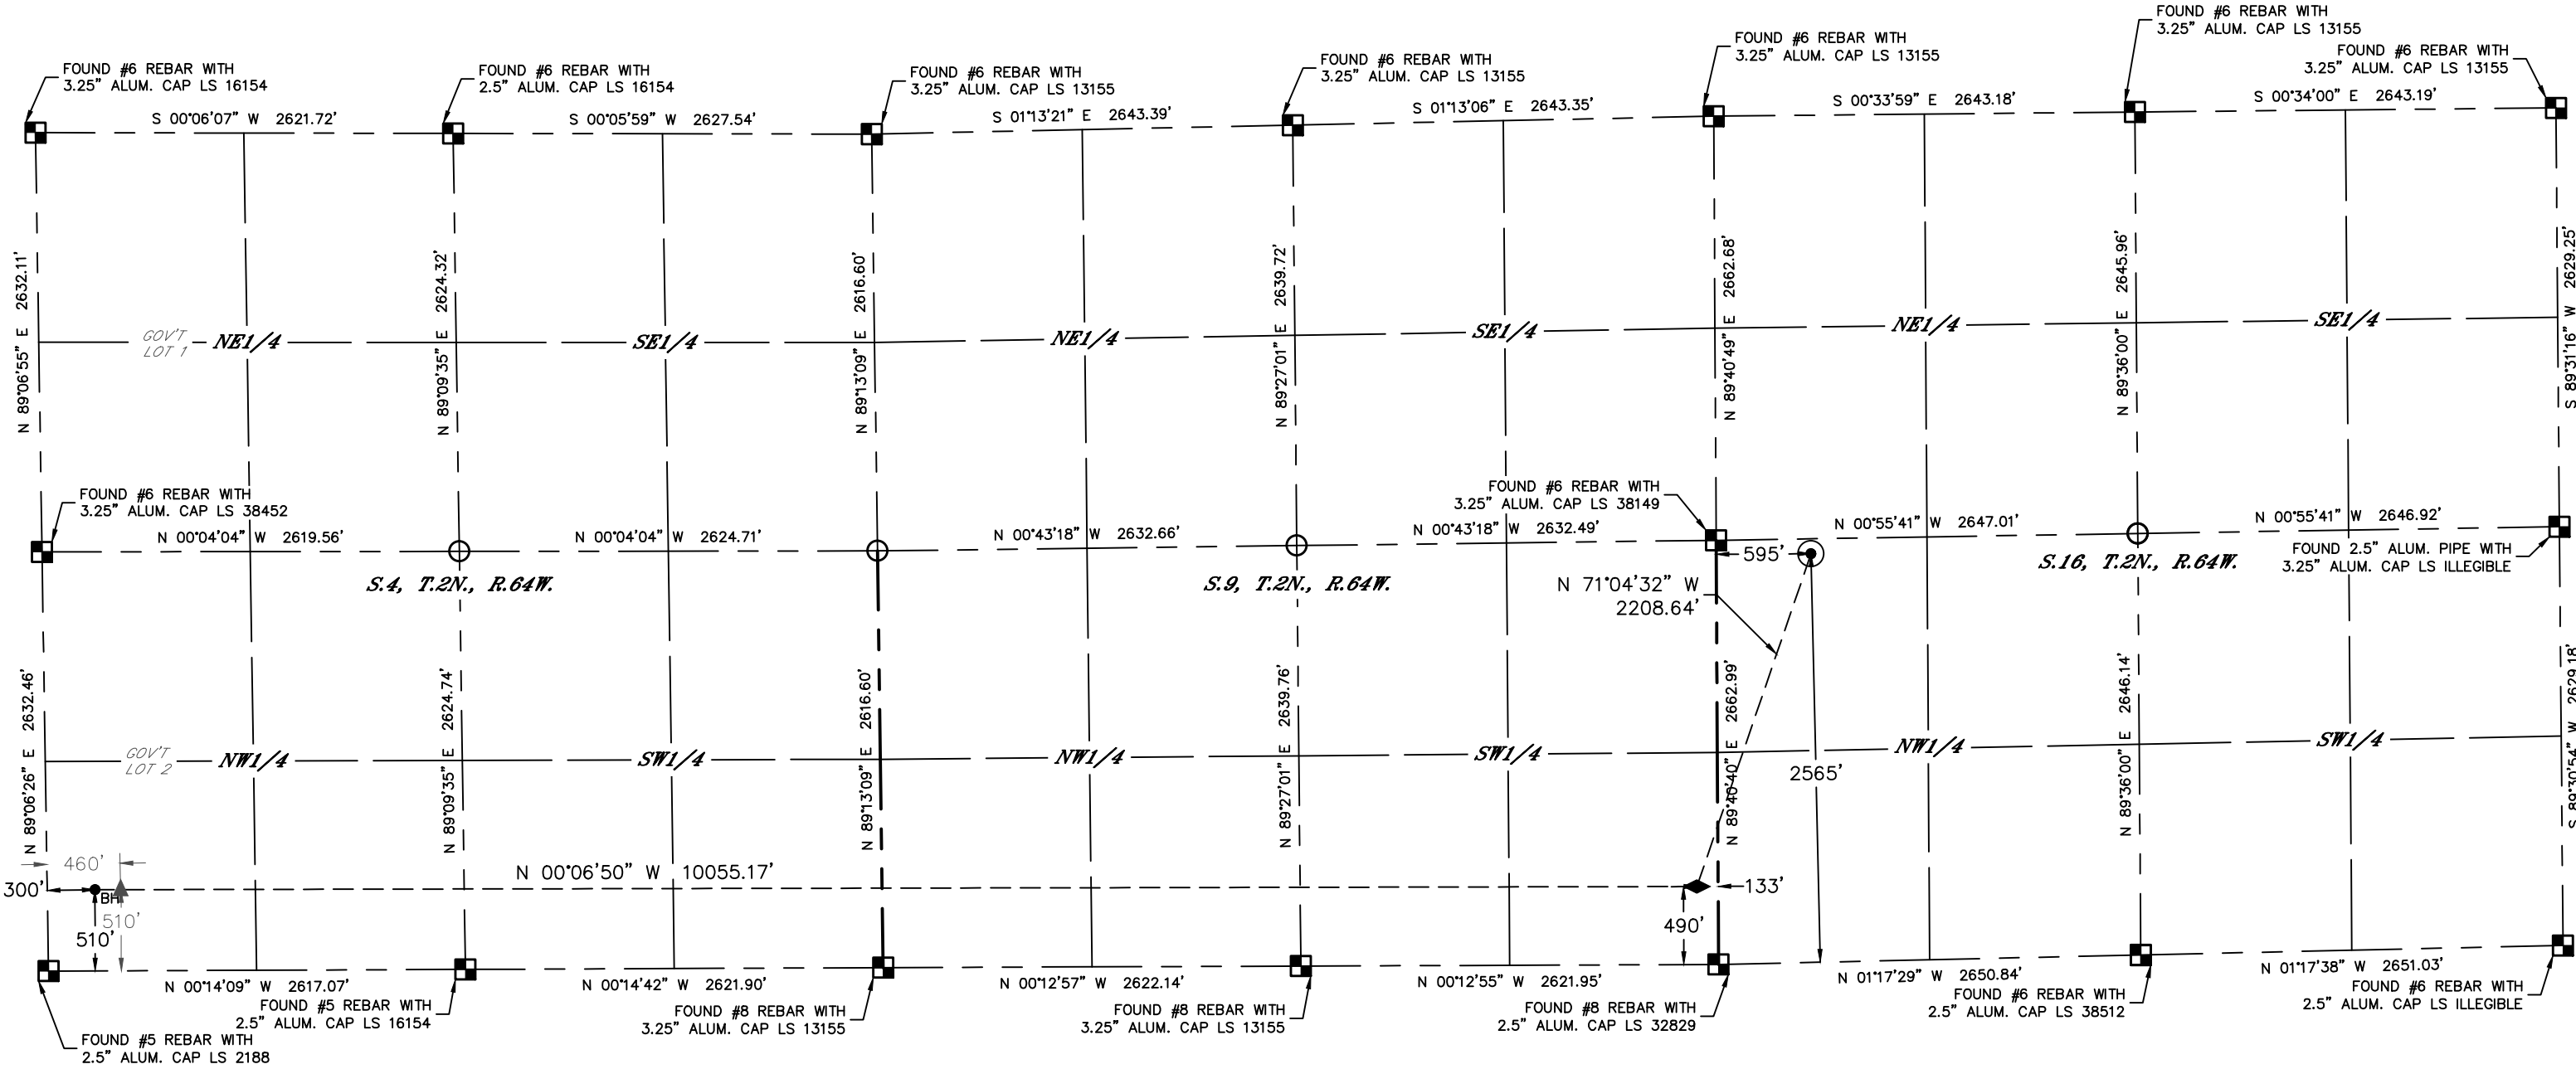 FOUND #6 REBAR WITH
3.25" ALUM. CAP LS 16154
FOUND #6 REBAR WITH
2.5" ALUM. CAP LS 16154
FOUND #6 REBAR WITH
3.25" ALUM. CAP LS 13155
FOUND #6 REBAR WITH
3.25" ALUM. CAP LS 13155
FOUND #6 REBAR WITH
3.25" ALUM. CAP LS 13155
FOUND #6 REBAR WITH
3.25" ALUM. CAP LS 13155
FOUND #6 REBAR WITH
3.25" ALUM. CAP LS 13155
S 00°06'07" W 2621.72'
S 00°05'59" W 2627.54'
S 01°13'21" E 2643.39'
S 01°13'06" E 2643.35'
S 00°33'59" E 2643.18'
S 00°34'00" E 2643.19'
N 89°06'55" E 2632.11'
N 89°09'35" E 2624.32'
N 89°13'09" E 2616.60'
N 89°27'01" E 2639.72'
N 89°40'49" E 2662.68'
N 89°36'00" E 2645.96'
S 89°31'16" W 2629.25'
GOV'T
LOT 1
NE1/4
SE1/4
NE1/4
SE1/4
NE1/4
SE1/4
FOUND #6 REBAR WITH
3.25" ALUM. CAP LS 38452
FOUND #6 REBAR WITH
3.25" ALUM. CAP LS 38149
N 00°04'04" W 2619.56'
N 00°04'04" W 2624.71'
N 00°43'18" W 2632.66'
N 00°43'18" W 2632.49'
N 00°55'41" W 2647.01'
N 00°55'41" W 2646.92'
FOUND 2.5" ALUM. PIPE WITH
3.25" ALUM. CAP LS ILLEGIBLE
595'
S.4, T.2N., R.64W.
S.9, T.2N., R.64W.
S.16, T.2N., R.64W.
N 71°04'32" W
2208.64'
N 89°06'26" E 2632.46'
N 89°09'35" E 2624.74'
N 89°13'09" E 2616.60'
N 89°27'01" E 2639.76'
N 89°40'40" E 2662.99'
N 89°36'00" E 2646.14'
S 89°30'54" W 2629.18'
GOV'T
LOT 2
NW1/4
SW1/4
NW1/4
SW1/4
NW1/4
SW1/4
2565'
460'
300'
BH
510'
510'
N 00°06'50" W 10055.17'
133'
490'
N 00°14'09" W 2617.07'
N 00°14'42" W 2621.90'
N 00°12'57" W 2622.14'
N 00°12'55" W 2621.95'
N 01°17'29" W 2650.84'
N 01°17'38" W 2651.03'
FOUND #5 REBAR WITH
2.5" ALUM. CAP LS 2188
FOUND #5 REBAR WITH
2.5" ALUM. CAP LS 16154
FOUND #8 REBAR WITH
3.25" ALUM. CAP LS 13155
FOUND #8 REBAR WITH
3.25" ALUM. CAP LS 13155
FOUND #8 REBAR WITH
2.5" ALUM. CAP LS 32829
FOUND #6 REBAR WITH
2.5" ALUM. CAP LS 38512
FOUND #6 REBAR WITH
2.5" ALUM. CAP LS ILLEGIBLE